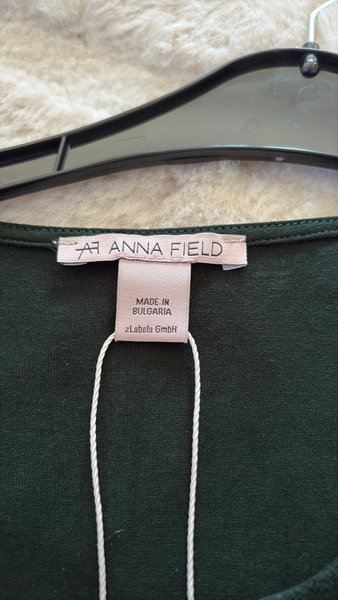 AF ANNA FIELD
MADE IN
BULGARIA
zLabels GmbH